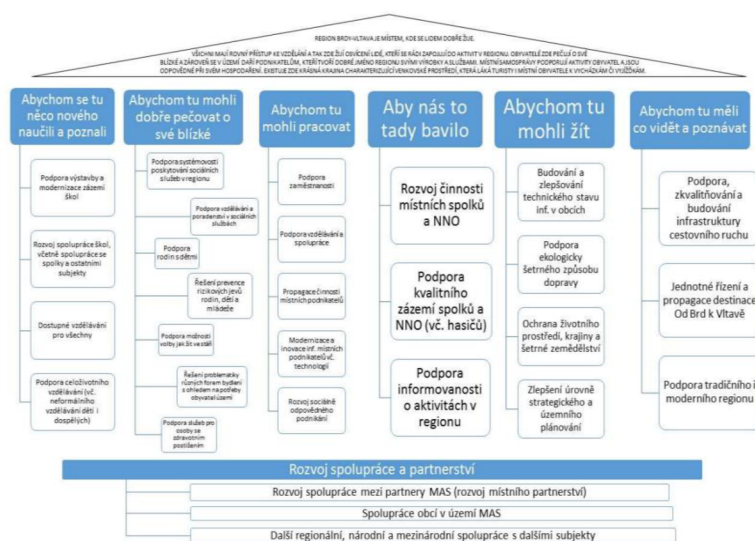 REGION BRDY-VLTAVA JE MÍSTEM, KDE SE LIDEM DOBŘE ŽIJE.
VŠICHNI MAJÍ ROVNÝ PŘÍSTUP KE VZDĚLÁNÍ A TAK ZDE ŽIJÍ OSVÍCENÍ LIDÉ, KTEŘÍ SE RÁDI ZAPOJUJÍ DO AKTIVIT V REGIONU. OBYVATELÉ ZDE PEČUJÍ O SVÉ
BLÍZKÉ A ZÁROVEŇ SE V ÚZEMÍ DAŘÍ PODNIKATELŮM, KTEŘÍ TVOŘÍ DOBRÉ JMÉNO REGIONU SVÝMI VÝROBKY A SLUŽBAMI. MÍSTNÍ SAMOSPRÁVY PODPORUJÍ AKTIVITY OBYVATEL A JSOU
ODPOVĚDNÉ PŘI SVÉM HOSPODAŘENÍ. EXISTUJE ZDE KRÁSNÁ KRAJINA CHARAKTERIZUJÍCÍ VENKOVSKÉ PROSTŘEDÍ, KTERÁ LÁKÁ TURISTY I MÍSTNÍ OBYVATELE K VYCHÁZKÁM ČI VYJÍŽĎKÁM.
Abychom se tu
něco nového
naučili a poznali
Podpora výstavby a
modernizace zázemí
škol
Rozvoj spolupráce škol,
včetně spolupráce se
spolky a ostatními
subjekty
Dostupné vzdělávání
pro všechny
Podpora celoživotního
vzdělávání (vč.
neformálního
vzdělávání dětí i
dospělých)
Abychom tu mohli
dobře pečovat o
své blízké
Podpora systémovosti
poskytování sociálních
služeb v regionu
Podpora vzdělávání a
poradenství v sociálních
službách
Podpora
rodin s dětmi
Řešení prevence
rizikových jevů
rodin, dětí a
mládeže
Podpora možnosti
volby jak žít ve stáří
Řešení problematiky
různých forem bydlení
s ohledem na potřeby
obyvatel území
Podpora služeb pro
osoby se
zdravotním
postižením
Abychom tu
mohli pracovat
Podpora
zaměstnanosti
Podpora vzdělávání a
spolupráce
Propagace činnosti
místních podnikatelů
Modernizace a
inovace inf. místních
podnikatelů vč.
technologií
Rozvoj sociálně
odpovědného
podnikání
Aby nás to
tady bavilo
Rozvoj činnosti
místních spolků
a NNO
Podpora
kvalitního
zázemí spolků a
NNO (vč. hasičů)
Podpora
informovanosti
o aktivitách v
regionu
Abychom tu
mohli žít
Budování a
zlepšování
technického stavu
inf. v obcích
Podpora
ekologicky
šetrného způsobu
dopravy
Ochrana životního
prostředí, krajiny a
šetrné zemědělství
Zlepšení úrovně
strategického a
územního
plánování
Abychom tu měli
co vidět a poznávat
Podpora,
zkvalitňování a
budování
infrastruktury
cestovního
ruchu
Jednotné řízení a
propagace destinace
Od Brd k Vltavě
Podpora tradičního i
moderního regionu
Rozvoj spolupráce a partnerství
Rozvoj spolupráce mezi partnery MAS (rozvoj místního partnerství)
Spolupráce obcí v území MAS
Další regionální, národní a mezinárodní spolupráce s dalšími subjekty